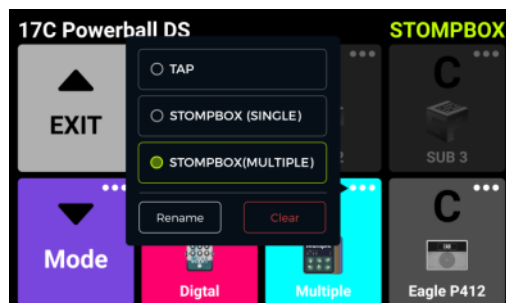 17C Powerball DS
STOMPBOX
TAP
STOMPBOX (SINGLE)
STOMPBOX(MULTIPLE)
Rename
Clear
EXIT
C
SUB 3
Mode
Digtal
Multiple
C
Eagle P412